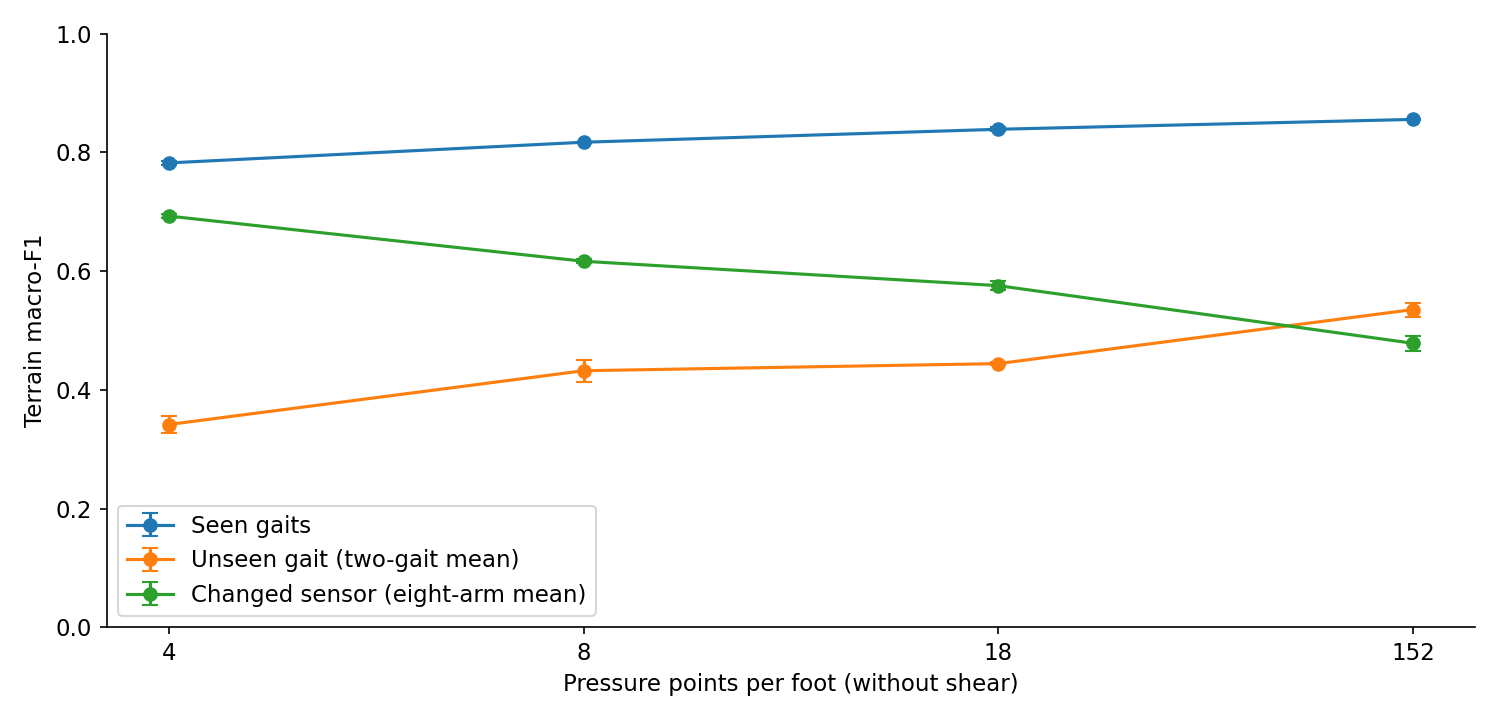 1.0
0.8
0.6
0.4
0.2
0.0
Terrain macro-F1
Seen gaits
Unseen gait (two-gait mean)
Changed sensor (eight-arm mean)
4 8 18 152
Pressure points per foot (without shear)